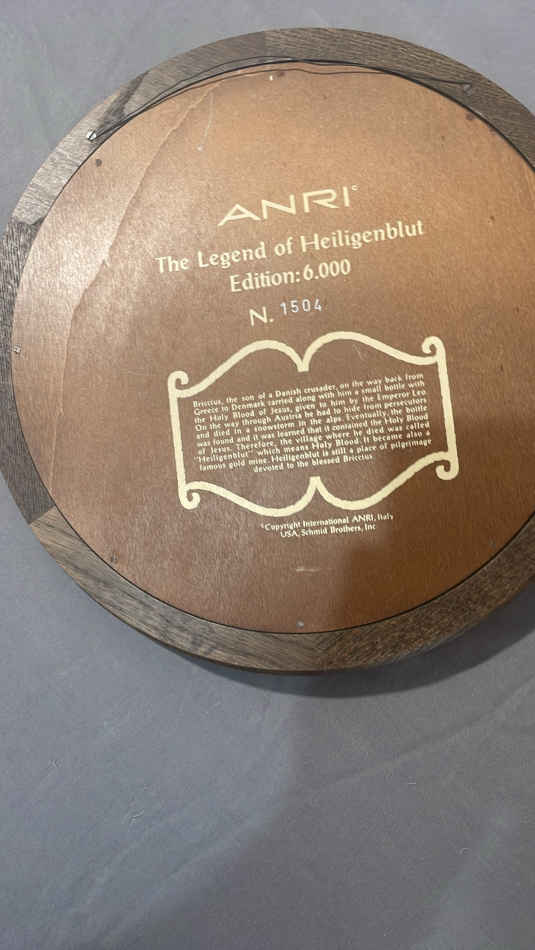 ANRI©
The Legend of Heiligenblut
Edition: 6.000
N. 1504
Briccius, the son of a Danish crusader, on the way back from
Greece to Denmark carried along with him a small bottle with
the Holy Blood of Jesus, given to him by the Emperor Leo
On the way through Austria he had to hide from persecutors
and died in a snowstorm in the alps. Eventually, the bottle
was found and it was learned that it contained the Holy Blood
of Jesus. Therefore, the village where he died was called
"Heiligenblut" which means Holy Blood. It became also a
famous gold mine. Heiligenblut is still a place of pilgrimage
devoted to the blessed Briccius
©Copyright International ANRI, Italy
USA, Schmid Brothers, Inc